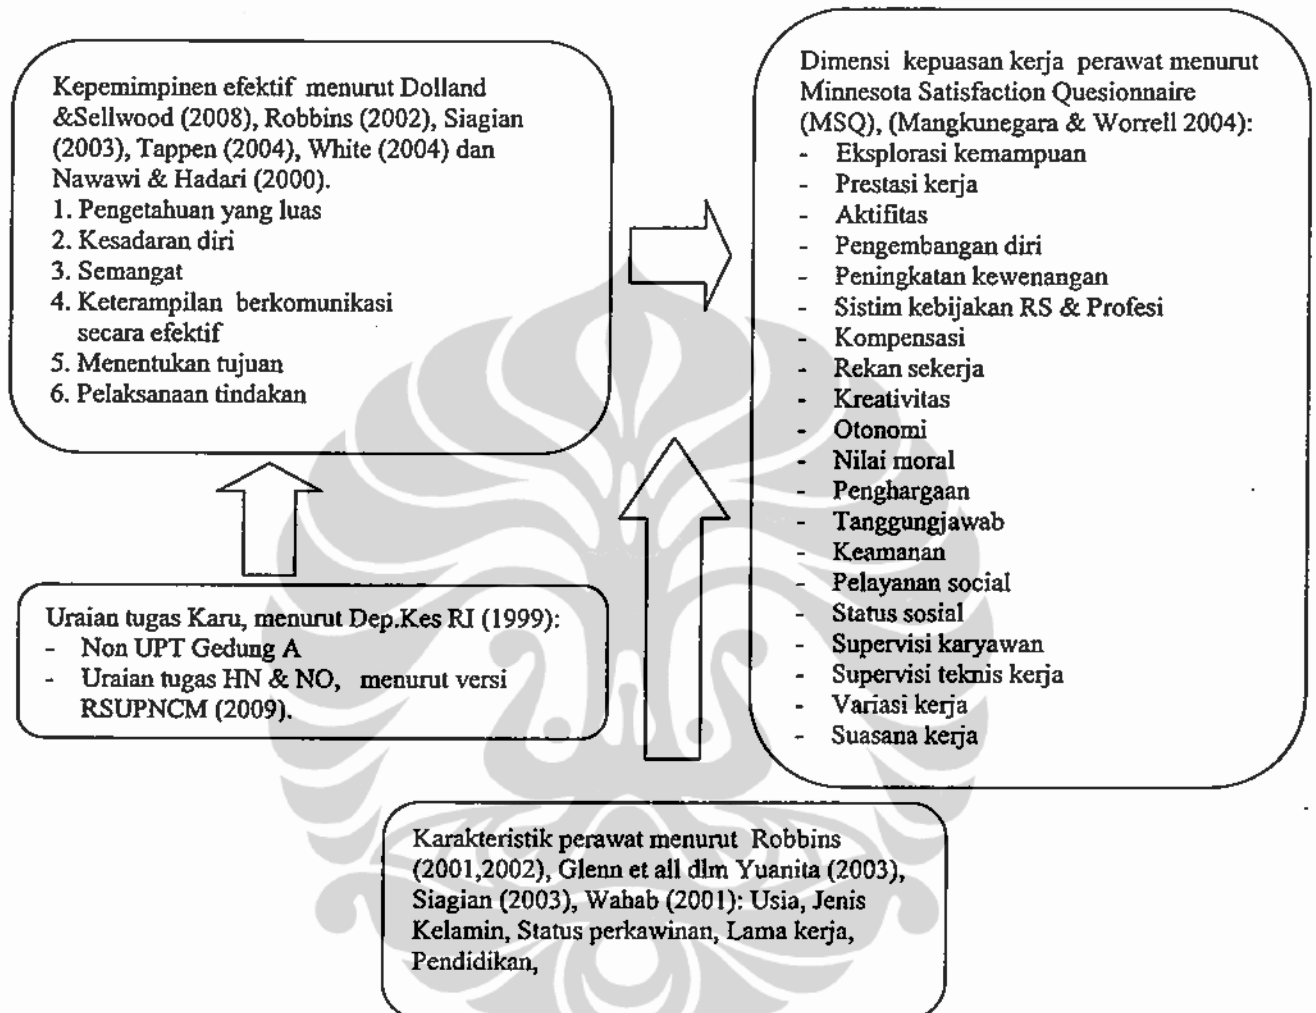 Kepemimpinen efektif menurut Dolland
&Sellwood (2008), Robbins (2002), Siagian
(2003), Tappen (2004), White (2004) dan
Nawawi & Hadari (2000).
1. Pengetahuan yang luas
2. Kesadaran diri
3. Semangat
4. Keterampilan berkomunikasi
secara efektif
5. Menentukan tujuan
6. Pelaksanaan tindakan
Uraian tugas Karu, menurut Dep.Kes RI (1999):
- Non UPT Gedung A
- Uraian tugas HN & NO, menurut versi
RSUPNCM (2009).
Dimensi kepuasan kerja perawat menurut
Minnesota Satisfaction Quesionnaire
(MSQ), (Mangkunegara & Worrell 2004):
- Eksplorasi kemampuan
- Prestasi kerja
- Aktifitas
- Pengembangan diri
- Peningkatan kewenangan
- Sistim kebijakan RS & Profesi
- Kompensasi
- Rekan sekerja
- Kreativitas
- Otonomi
- Nilai moral
- Penghargaan
- Tanggungjawab
- Keamanan
- Pelayanan social
- Status sosial
- Supervisi karyawan
- Supervisi teknis kerja
- Variasi kerja
- Suasana kerja
Karakteristik perawat menurut Robbins
(2001,2002), Glenn et all dlm Yuanita (2003),
Siagian (2003), Wahab (2001): Usia, Jenis
Kelamin, Status perkawinan, Lama kerja,
Pendidikan,